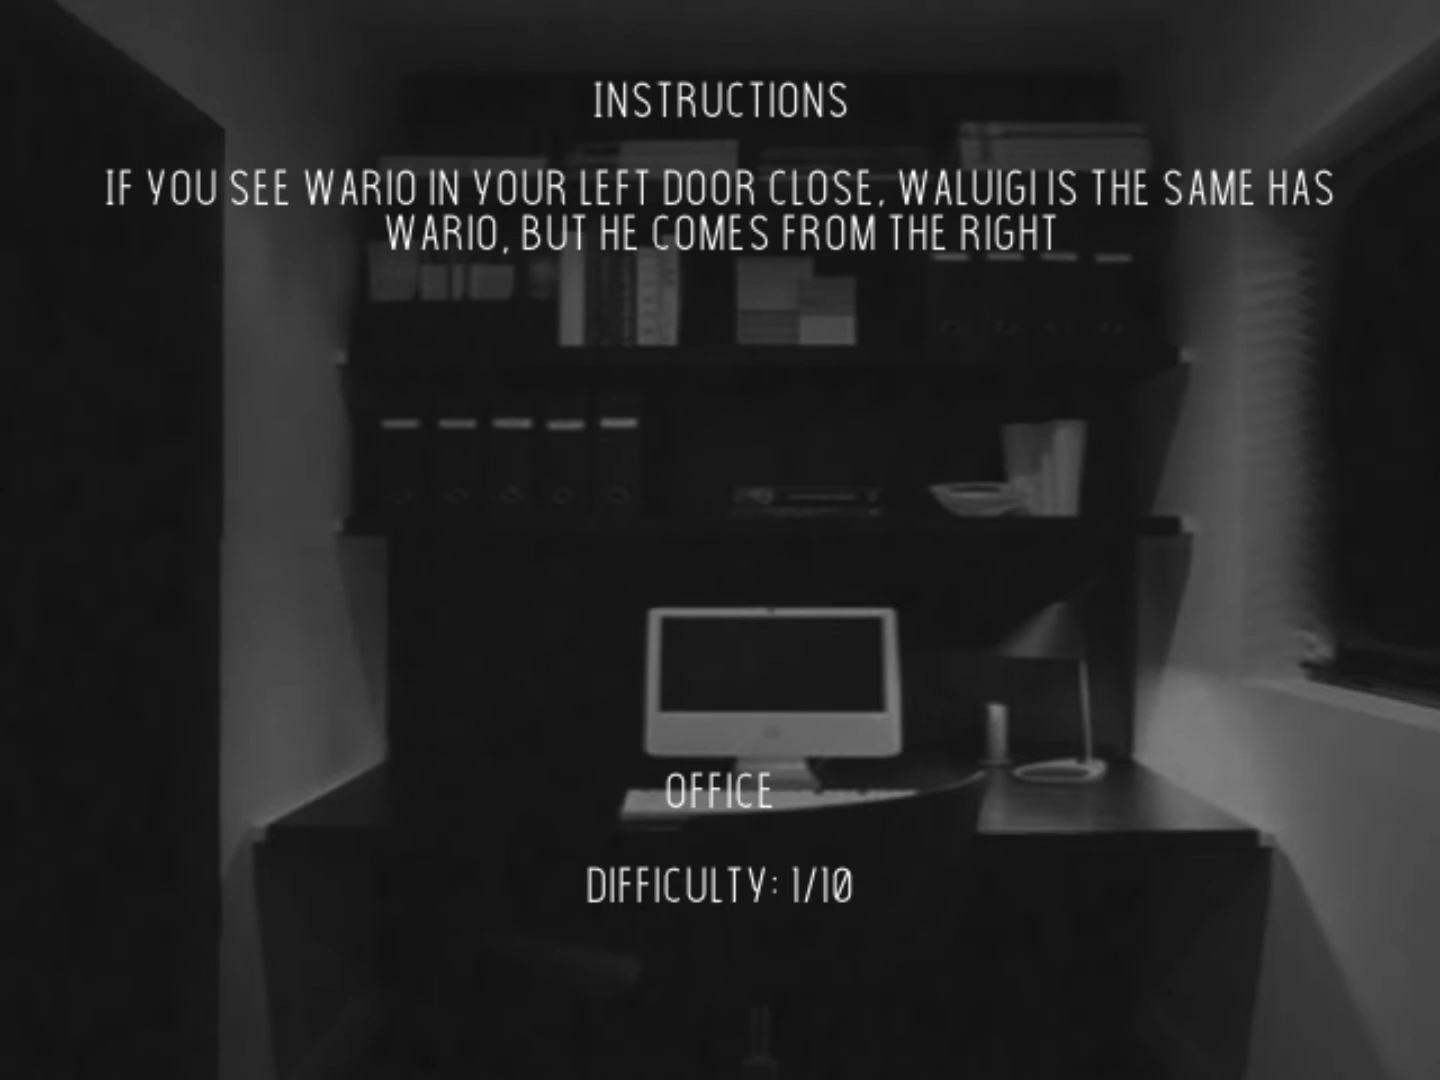 INSTRUCTIONS
IF YOU SEE WARIO IN YOUR LEFT DOOR CLOSE, WALUIGI IS THE SAME HAS
WARIO, BUT HE COMES FROM THE RIGHT
OFFICE
DIFFICULTY: 1/10